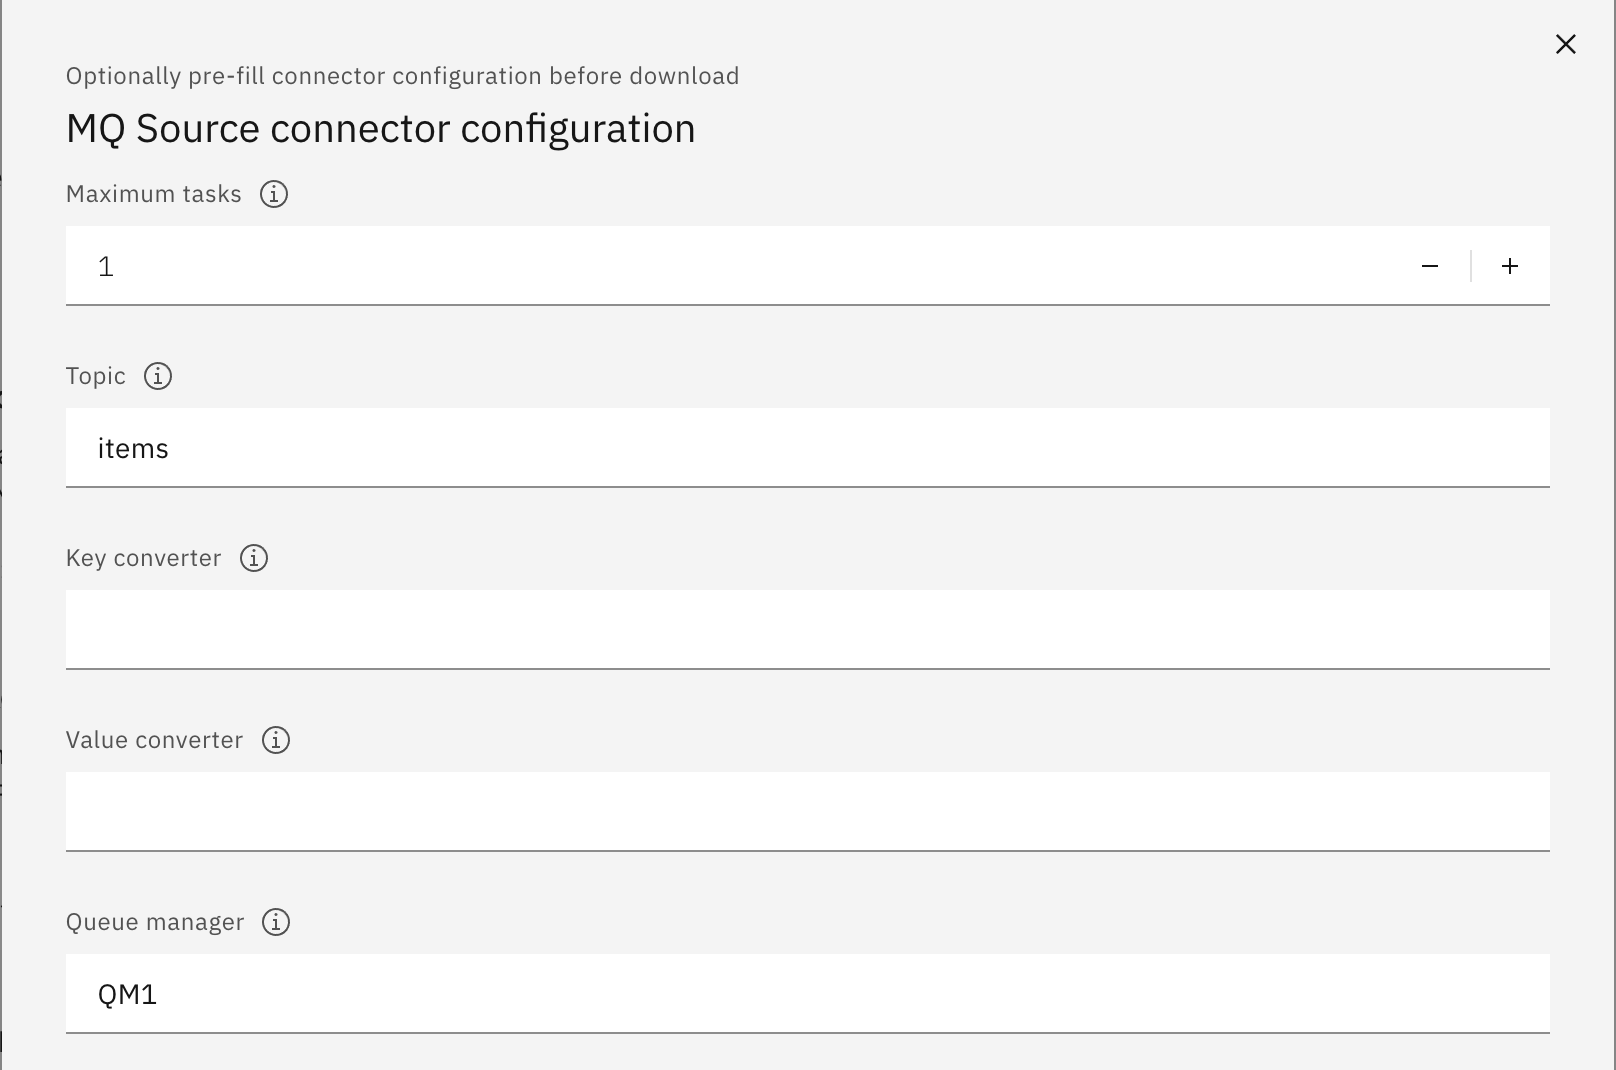 Optionally pre-fill connector configuration before download
MQ Source connector configuration
Maximum tasks
1
Topic
items
Key converter
Value converter
Queue manager
QM1